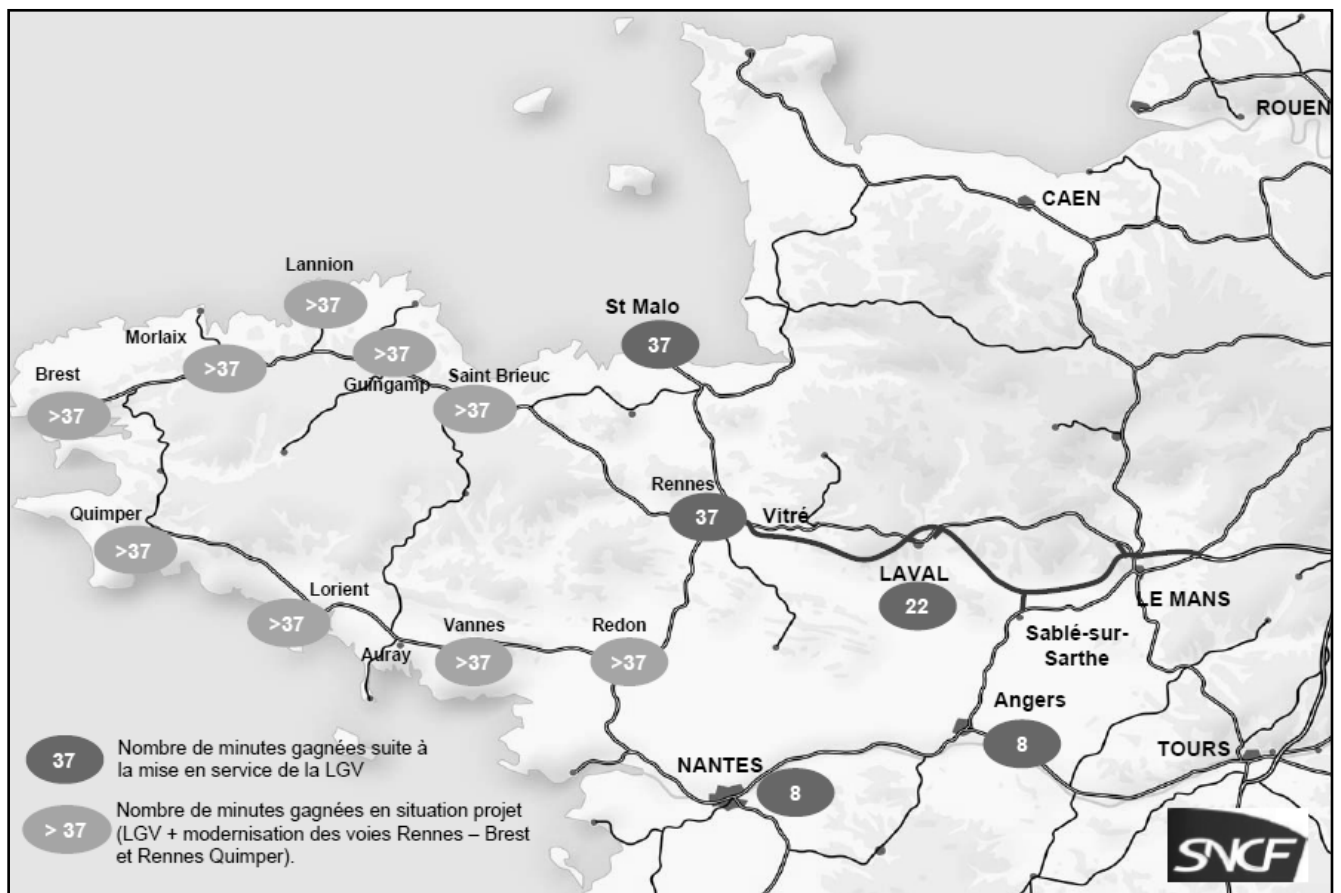 ROUEN
CAEN
Lannion
>37
St Malo
37
Morlaix
>37
>37
Guingamp
Brest
>37
Saint Brieuc
>37
Rennes
37
Vitré
Quimper
>37
LAVAL
22
LE MANS
Lorient
>37
Vannes
>37
Redon
>37
Auray
Sablé-sur-
Sarthe
Angers
8
TOURS
NANTES
8
37
Nombre de minutes gagnées suite à
la mise en service de la LGV
> 37
Nombre de minutes gagnées en situation projet
(LGV + modernisation des voies Rennes – Brest
et Rennes Quimper).
SNCF